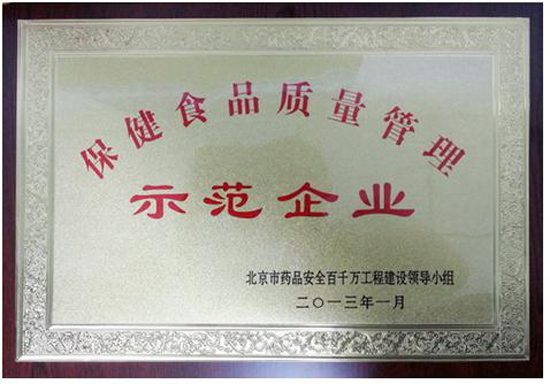 保健食品质量管理
示范企业
北京市药品安全百千万工程建设领导小组
二〇一三年一月